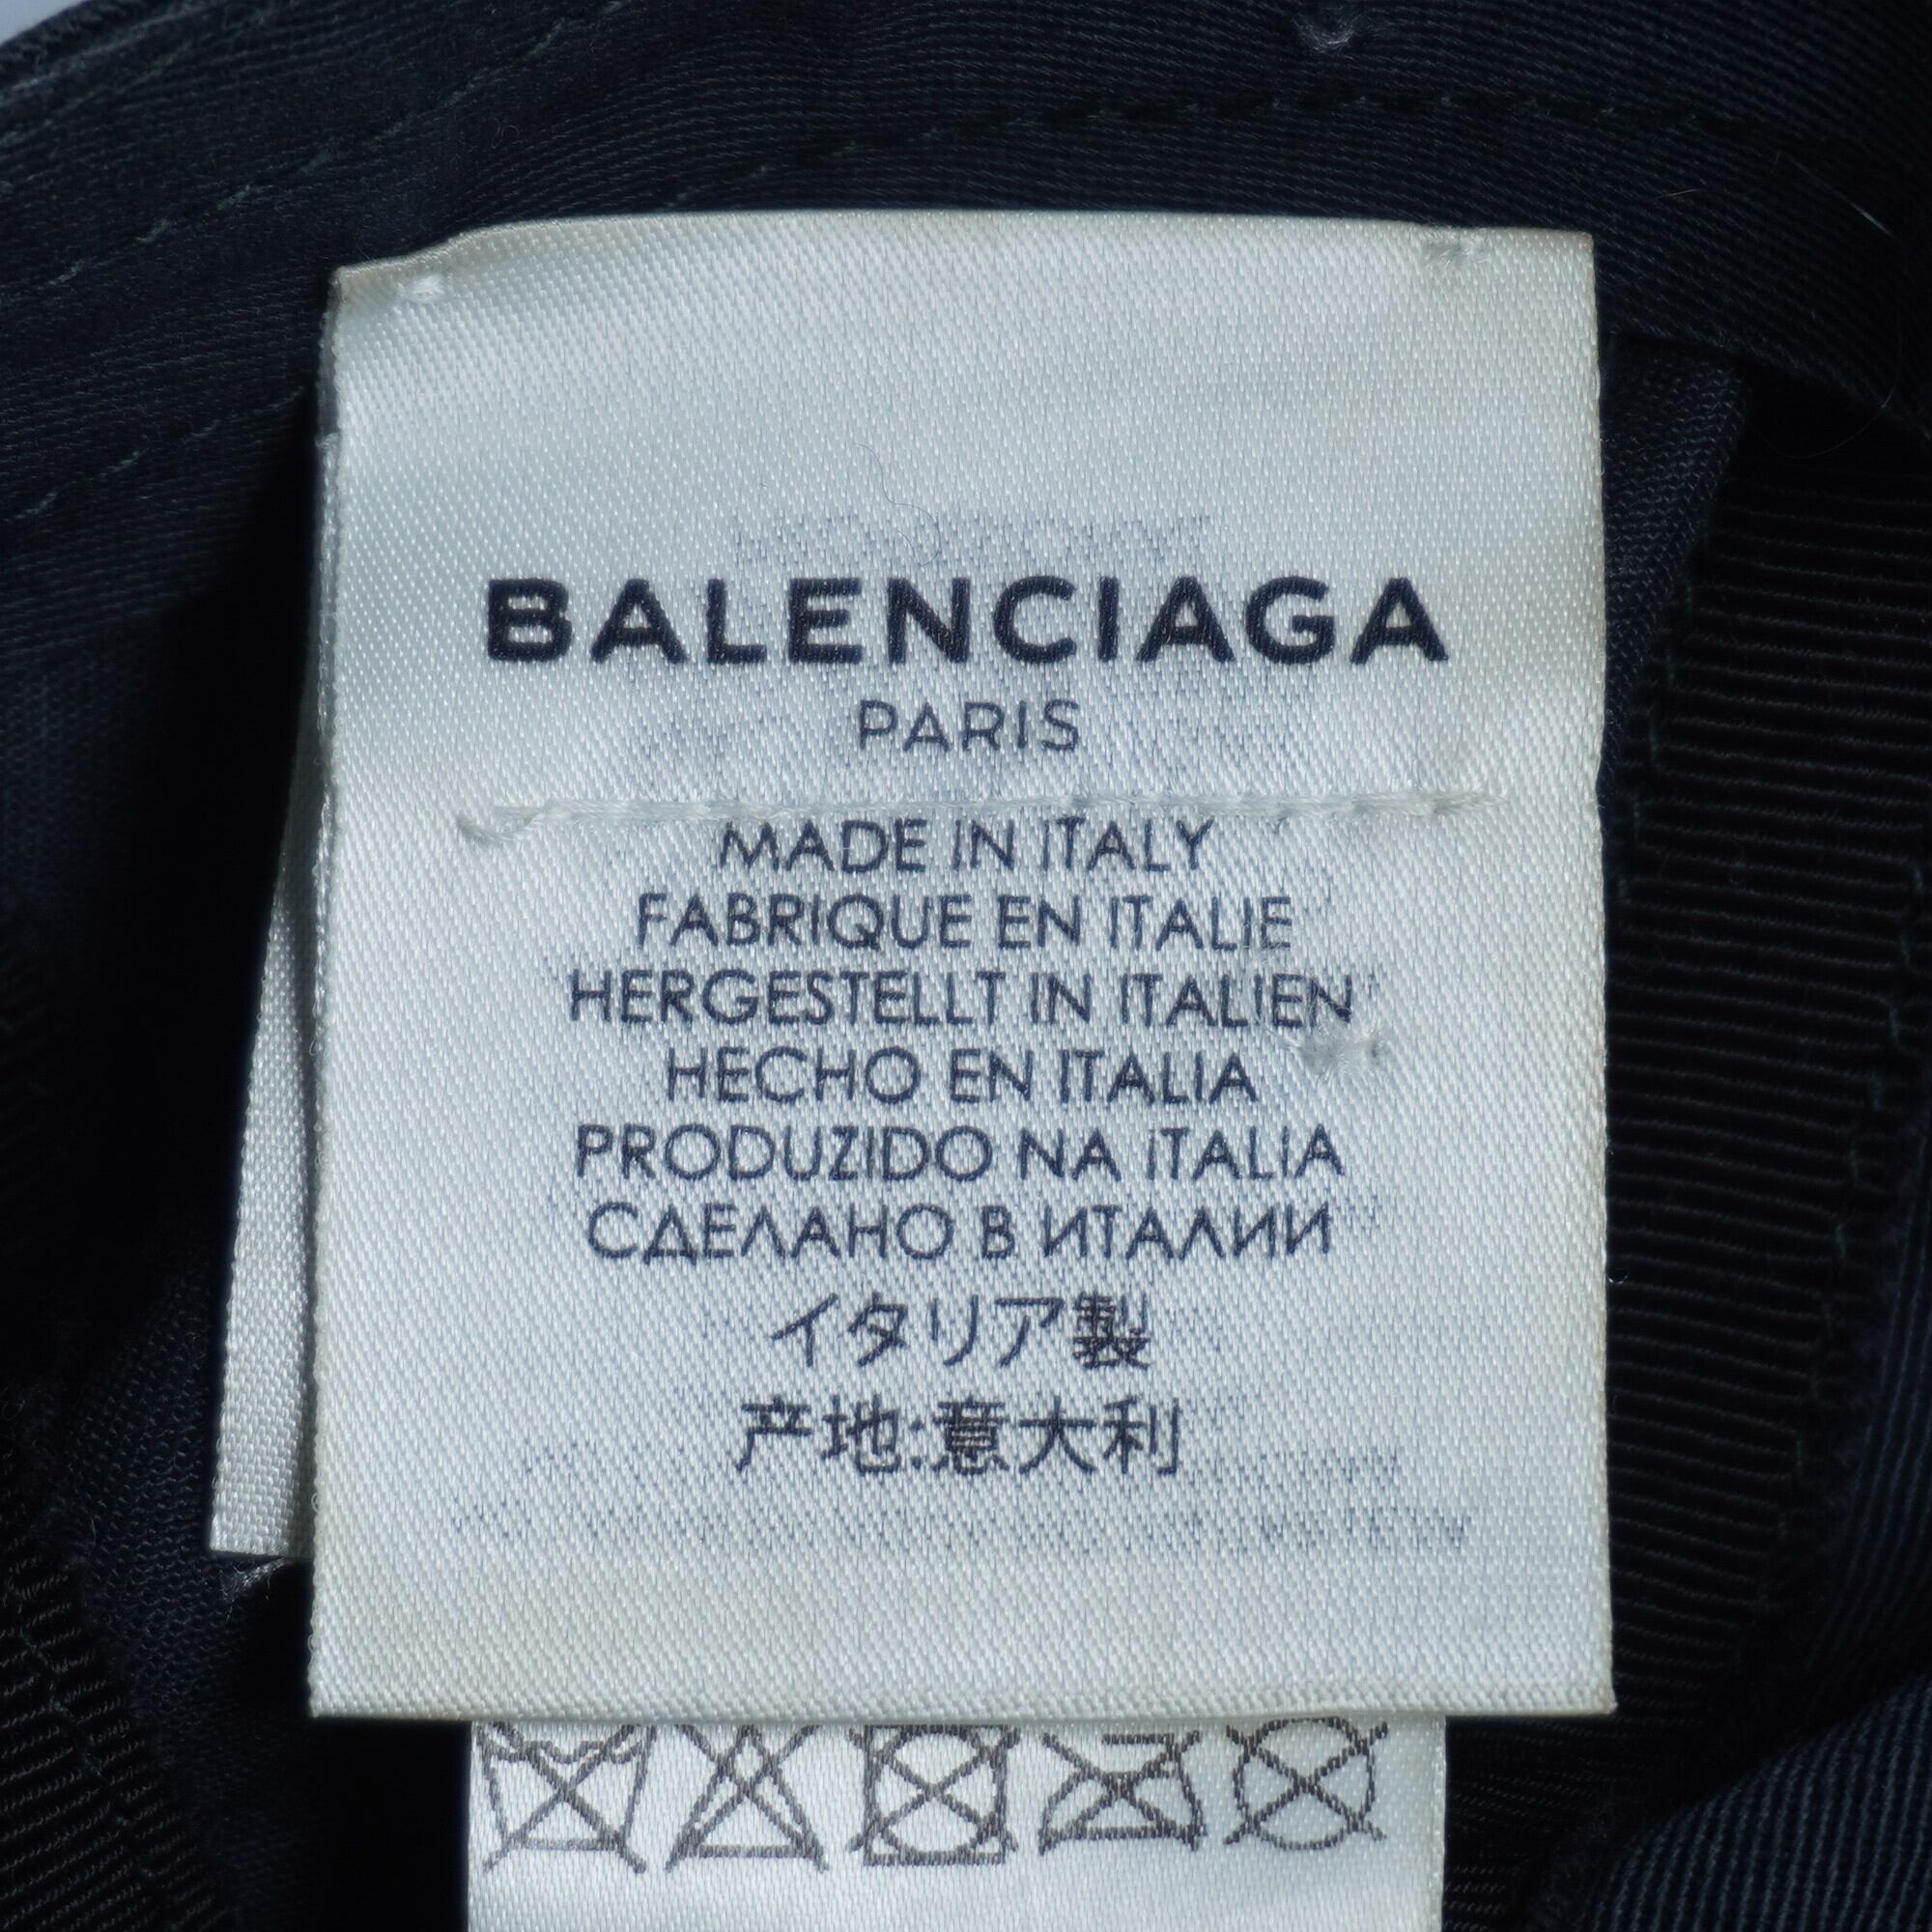 BALENCIAGA
PARIS
MADE IN ITALY
FABRIQUE EN ITALIE
HERGESTELLT IN ITALIEN
HECHO EN ITALIA
PRODUZIDO NA ITALIA
СДЕЛАНО В ИТАЛИИ
イタリア製
产地:意大利